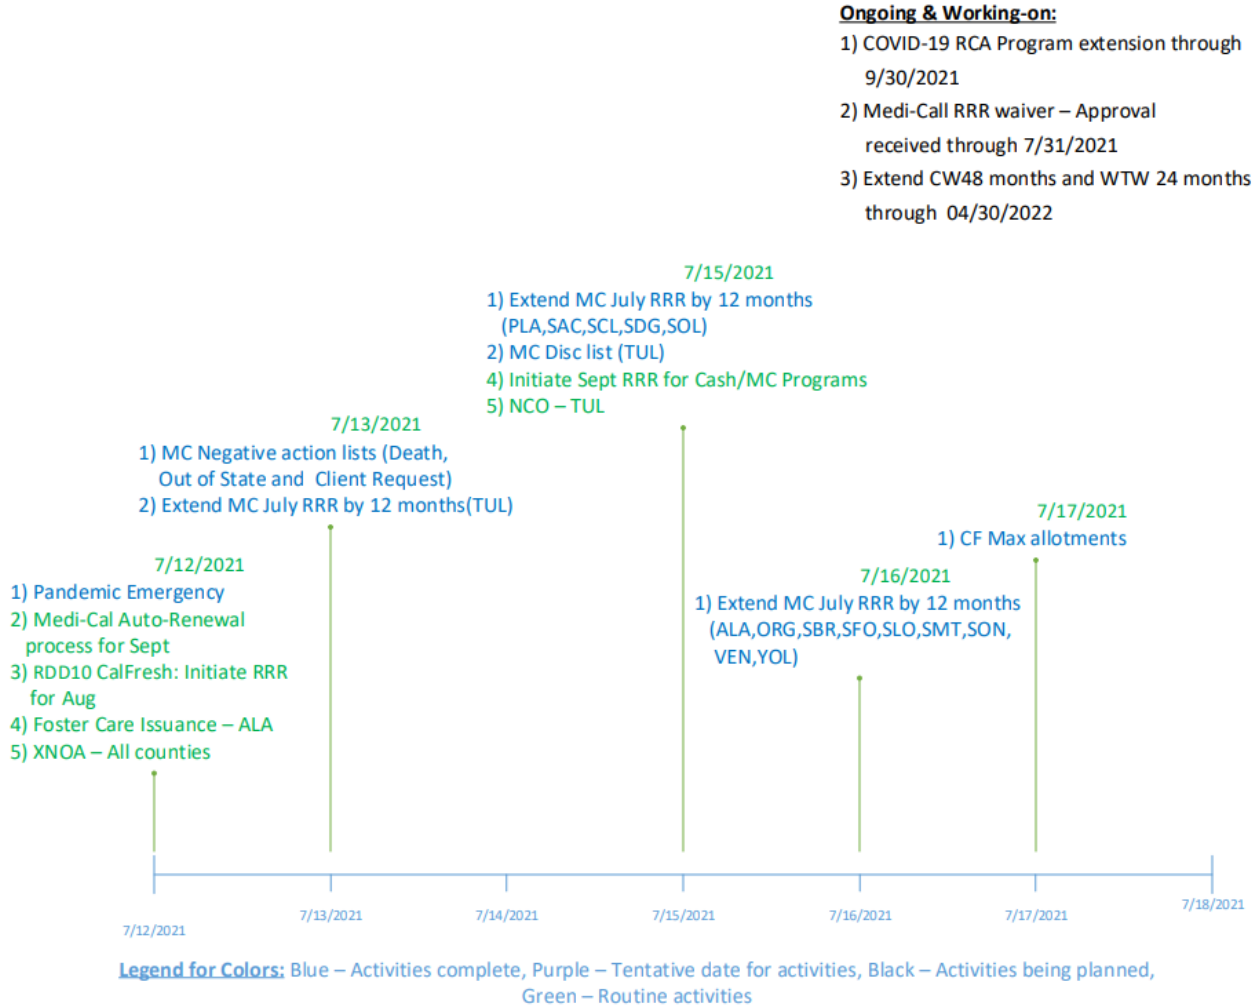 Ongoing & Working-on:
1) COVID-19 RCA Program extension through
9/30/2021
2) Medi-Call RRR waiver – Approval
received through 7/31/2021
3) Extend CW48 months and WTW 24 months
through 04/30/2022
7/15/2021
1) Extend MC July RRR by 12 months
(PLA,SAC,SCL,SDG,SOL)
2) MC Disc list (TUL)
4) Initiate Sept RRR for Cash/MC Programs
5) NCO – TUL
7/13/2021
1) MC Negative action lists (Death,
Out of State and Client Request)
2) Extend MC July RRR by 12 months(TUL)
7/17/2021
1) CF Max allotments
7/12/2021
1) Pandemic Emergency
2) Medi-Cal Auto-Renewal
process for Sept
3) RDD10 CalFresh: Initiate RRR
for Aug
4) Foster Care Issuance – ALA
5) XNOA – All counties
7/16/2021
1) Extend MC July RRR by 12 months
(ALA,ORG,SBR,SFO,SLO,SMT,SON,
VEN,YOL)
7/12/2021
7/13/2021
7/14/2021
7/15/2021
7/16/2021
7/17/2021
7/18/2021
Legend for Colors: Blue – Activities complete, Purple – Tentative date for activities, Black – Activities being planned,
Green – Routine activities